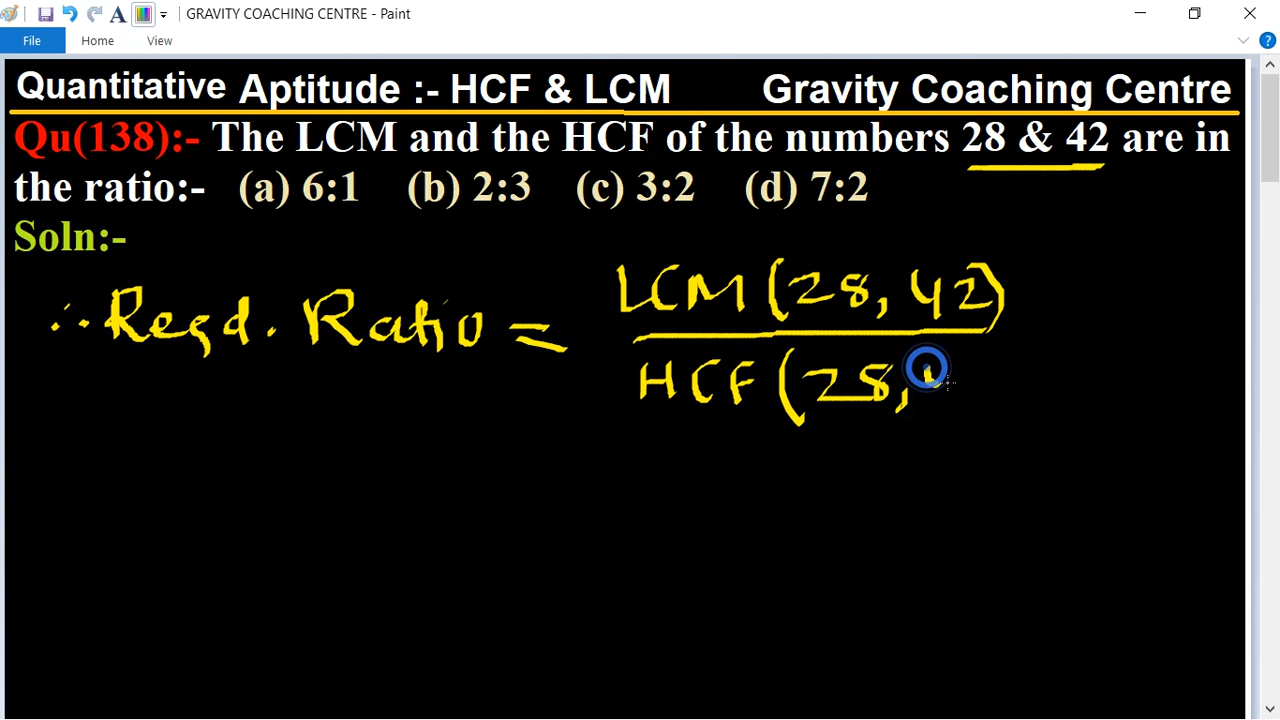 GRAVITY COACHING CENTRE - Paint
File Home View
Quantitative Aptitude :- HCF & LCM Gravity Coaching Centre
Qu(138):- The LCM and the HCF of the numbers 28 & 42 are in
the ratio:- (a) 6:1 (b) 2:3 (c) 3:2 (d) 7:2
Soln:-
∴ Reqd. Ratio = LCM (28, 42)
HCF (28,